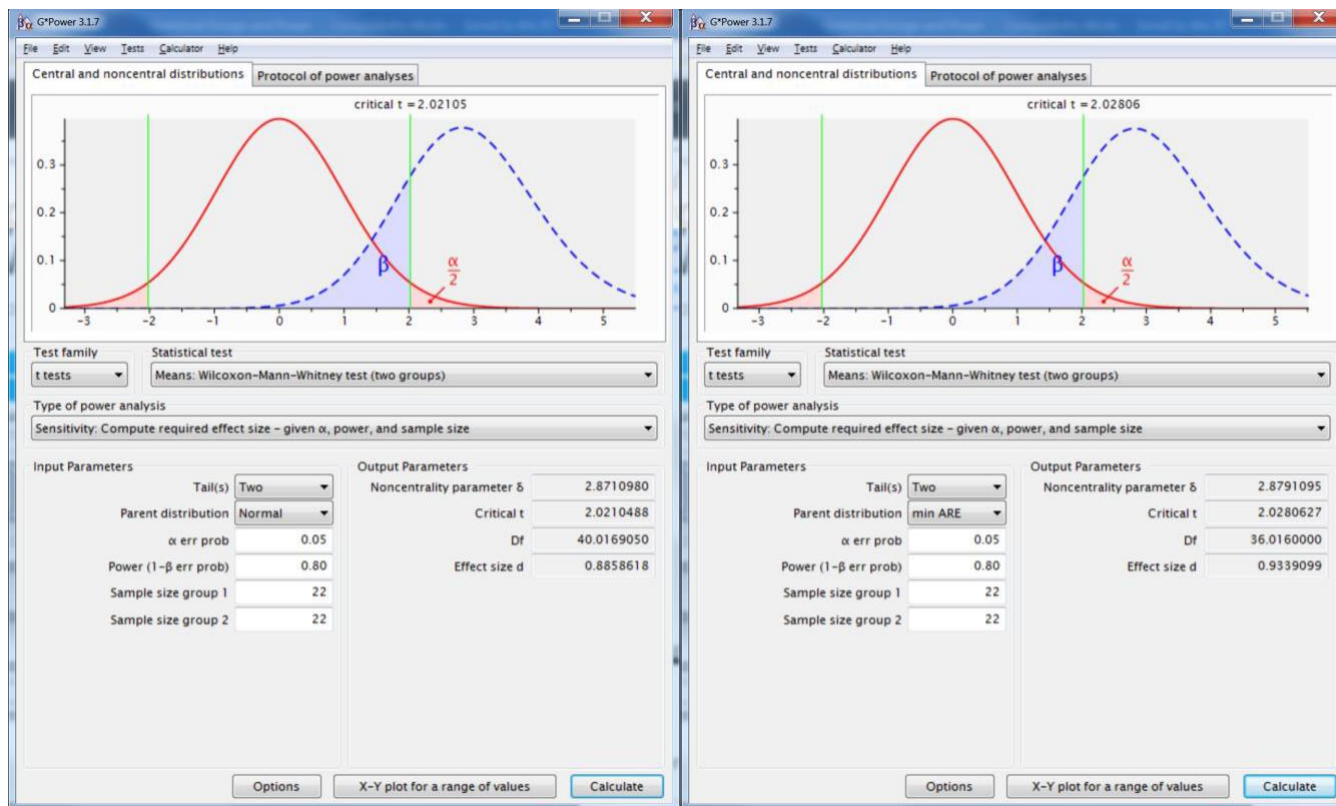 G*Power 3.1.7
File Edit View Tests Calculator Help
Central and noncentral distributions Protocol of power analyses
critical t = 2.02105
0.3
0.2
0.1
0
β
α
2
-3 -2 -1 0 1 2 3 4 5
Test family Statistical test
t tests Means: Wilcoxon-Mann-Whitney test (two groups)
Type of power analysis
Sensitivity: Compute required effect size - given α, power, and sample size
Input Parameters Output Parameters
Tail(s) Two Noncentrality parameter δ 2.8710980
Parent distribution Normal Critical t 2.0210488
α err prob 0.05 Df 40.0169050
Power (1-β err prob) 0.80 Effect size d 0.8858618
Sample size group 1 22
Sample size group 2 22
Options X-Y plot for a range of values Calculate
G*Power 3.1.7
File Edit View Tests Calculator Help
Central and noncentral distributions Protocol of power analyses
critical t = 2.02806
0.3
0.2
0.1
0
β
α
2
-3 -2 -1 0 1 2 3 4 5
Test family Statistical test
t tests Means: Wilcoxon-Mann-Whitney test (two groups)
Type of power analysis
Sensitivity: Compute required effect size - given α, power, and sample size
Input Parameters Output Parameters
Tail(s) Two Noncentrality parameter δ 2.8791095
Parent distribution min ARE Critical t 2.0280627
α err prob 0.05 Df 36.0160000
Power (1-β err prob) 0.80 Effect size d 0.9339099
Sample size group 1 22
Sample size group 2 22
Options X-Y plot for a range of values Calculate